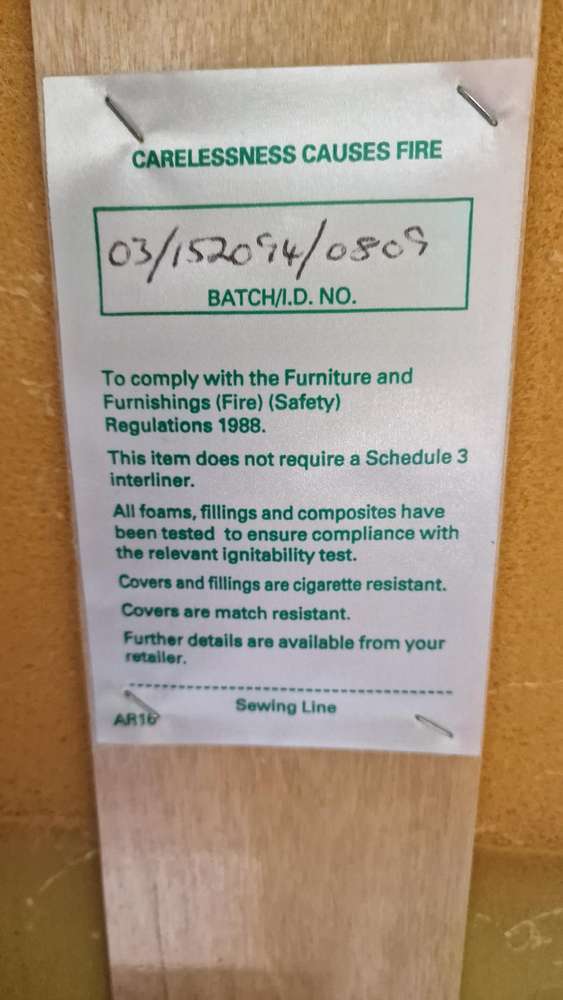 CARELESSNESS CAUSES FIRE
03/152094/0809
BATCH/I.D. NO.
To comply with the Furniture and
Furnishings (Fire) (Safety)
Regulations 1988.
This item does not require a Schedule 3
interliner.
All foams, fillings and composites have
been tested to ensure compliance with
the relevant ignitability test.
Covers and fillings are cigarette resistant.
Covers are match resistant.
Further details are available from your
retailer.
Sewing Line
AR16